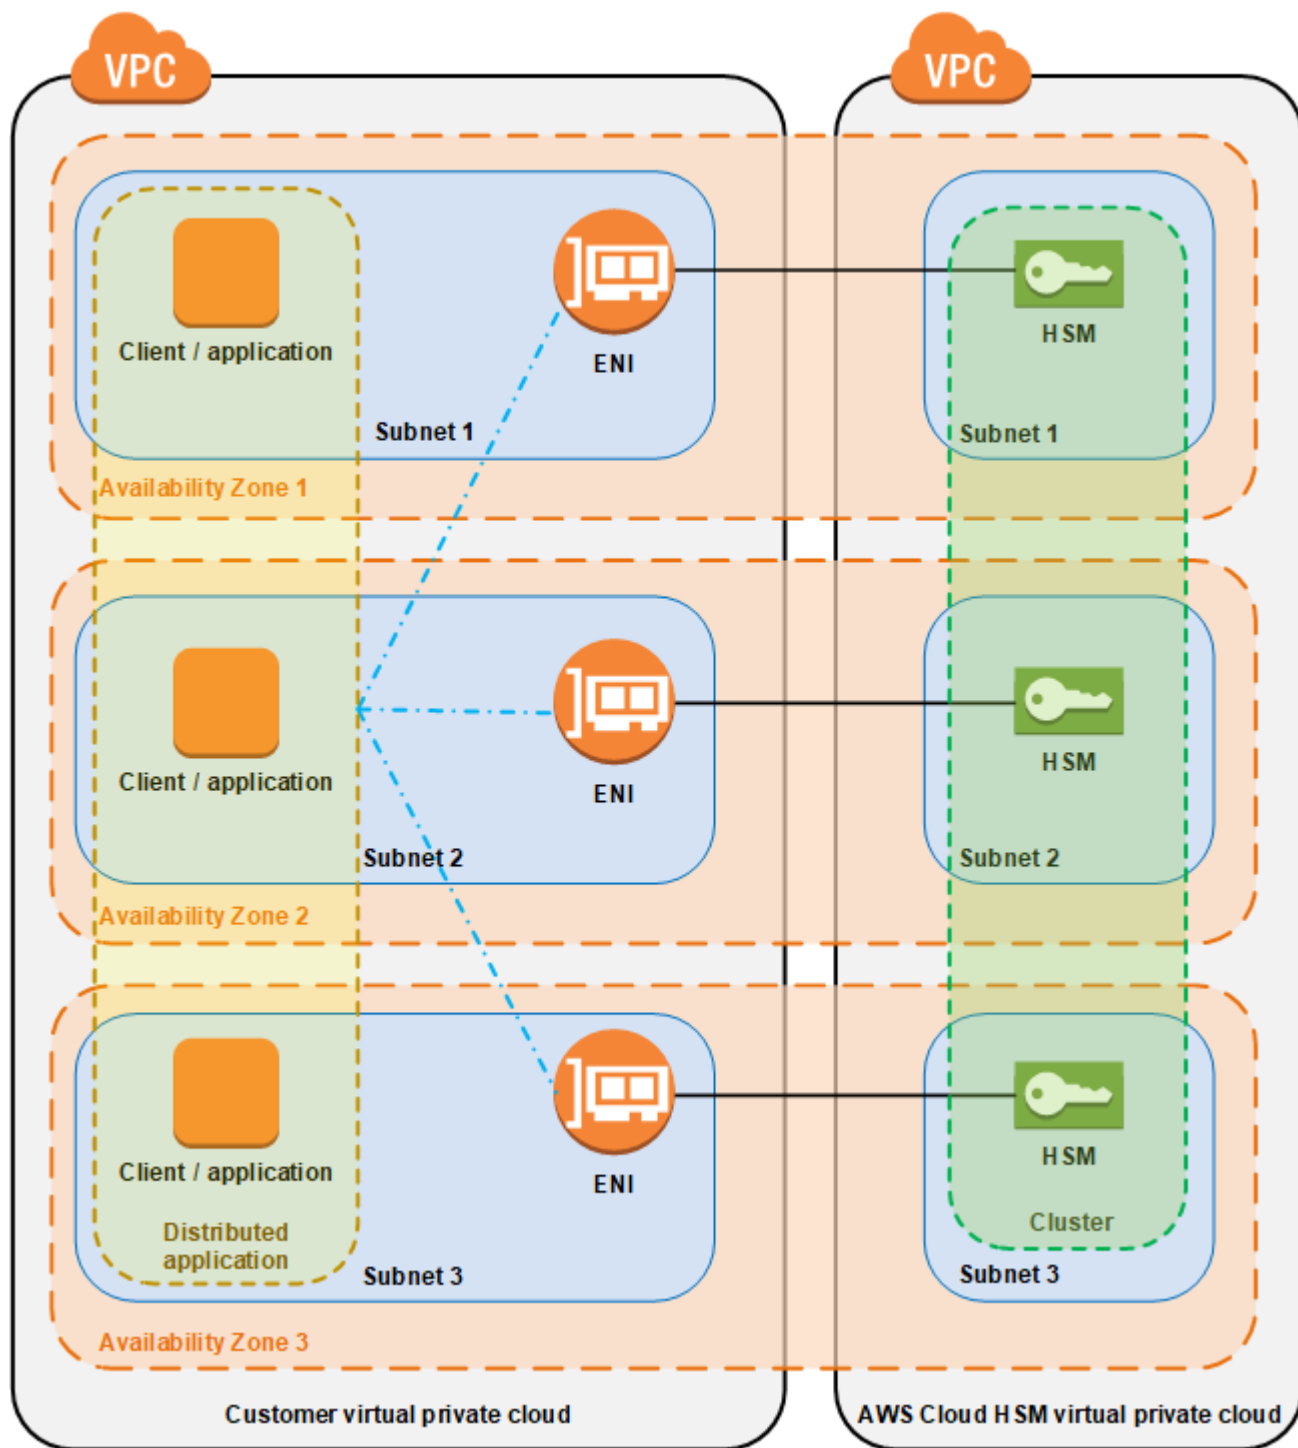 VPC
VPC
Client / application
ENI
HSM
Subnet 1
Subnet 1
Availability Zone 1
Client / application
ENI
HSM
Subnet 2
Subnet 2
Availability Zone 2
Client / application
ENI
HSM
Distributed
application
Cluster
Subnet 3
Subnet 3
Availability Zone 3
Customer virtual private cloud
AWS Cloud HSM virtual private cloud